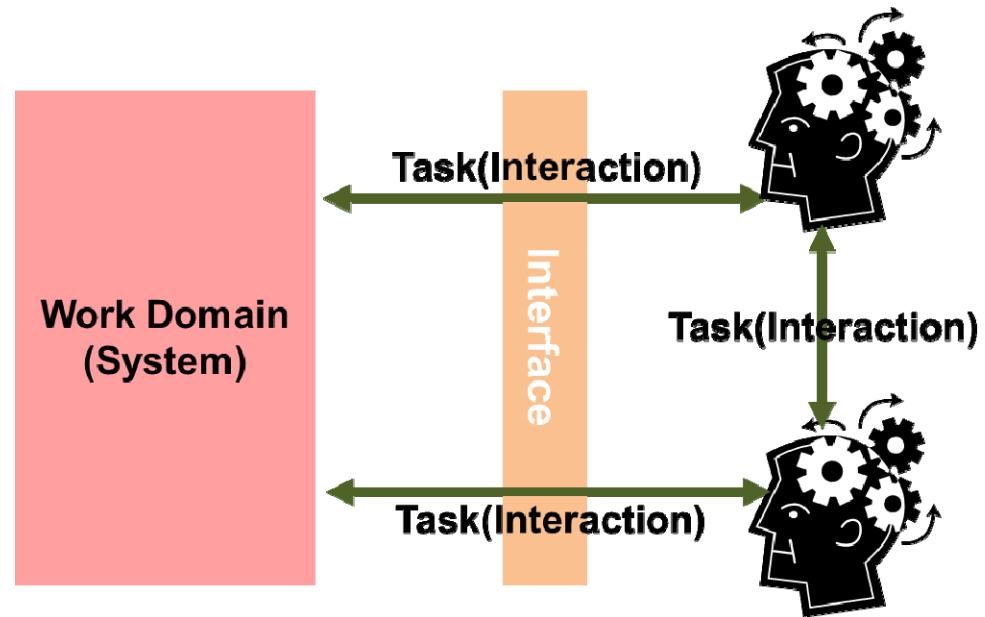 Task(Interaction)
Work Domain
(System)
Interface
Task(Interaction)
Task(Interaction)